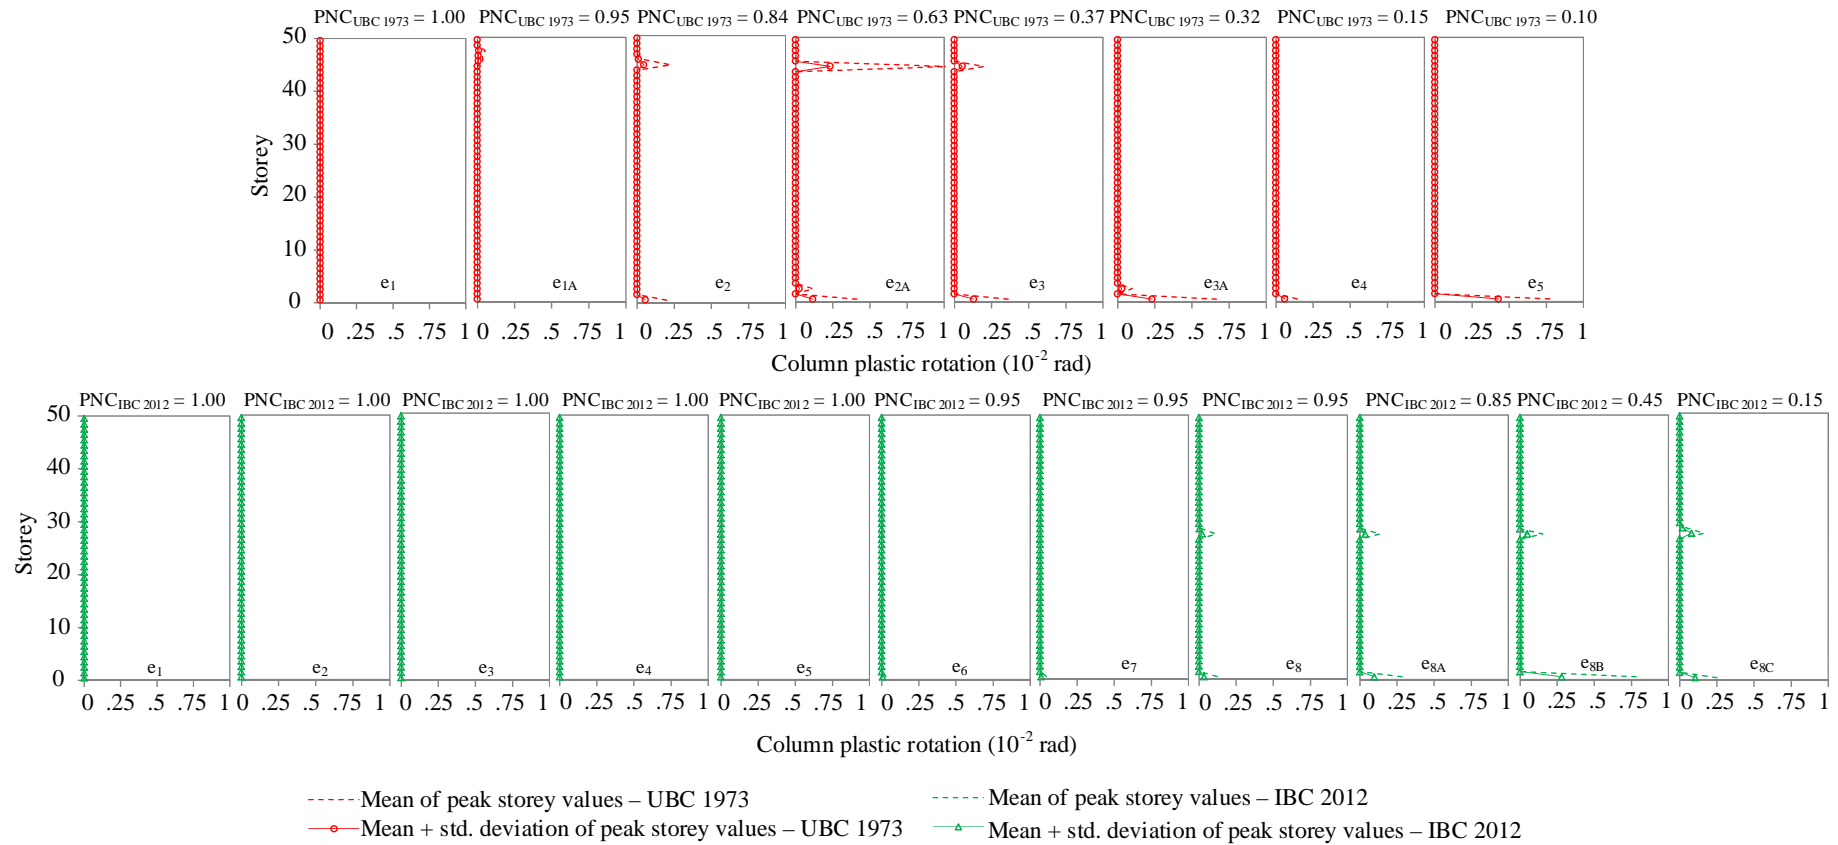 PNCUBC 1973 = 1.00 PNCUBC 1973 = 0.95 PNCUBC 1973 = 0.84 PNCUBC 1973 = 0.63 PNCUBC 1973 = 0.37 PNCUBC 1973 = 0.32 PNCUBC 1973 = 0.15 PNCUBC 1973 = 0.10
50
40
30
20
10
0
Storey
e1 e1A e2 e2A e3 e3A e4 e5
0 .25 .5 .75 1 0 .25 .5 .75 1 0 .25 .5 .75 1 0 .25 .5 .75 1 0 .25 .5 .75 1 0 .25 .5 .75 1 0 .25 .5 .75 1 0 .25 .5 .75 1
Column plastic rotation (10-2 rad)
PNCIBC 2012 = 1.00 PNCIBC 2012 = 1.00 PNCIBC 2012 = 1.00 PNCIBC 2012 = 1.00 PNCIBC 2012 = 1.00 PNCIBC 2012 = 0.95 PNCIBC 2012 = 0.95 PNCIBC 2012 = 0.95 PNCIBC 2012 = 0.85 PNCIBC 2012 = 0.45 PNCIBC 2012 = 0.15
50
40
30
20
10
0
Storey
e1 e2 e3 e4 e5 e6 e7 e8 e8A e8B e8C
0 .25 .5 .75 1 0 .25 .5 .75 1 0 .25 .5 .75 1 0 .25 .5 .75 1 0 .25 .5 .75 1 0 .25 .5 .75 1 0 .25 .5 .75 1 0 .25 .5 .75 1 0 .25 .5 .75 1 0 .25 .5 .75 1 0 .25 .5 .75 1
Column plastic rotation (10-2 rad)
Mean of peak storey values – UBC 1973
Mean + std. deviation of peak storey values – UBC 1973
Mean of peak storey values – IBC 2012
Mean + std. deviation of peak storey values – IBC 2012